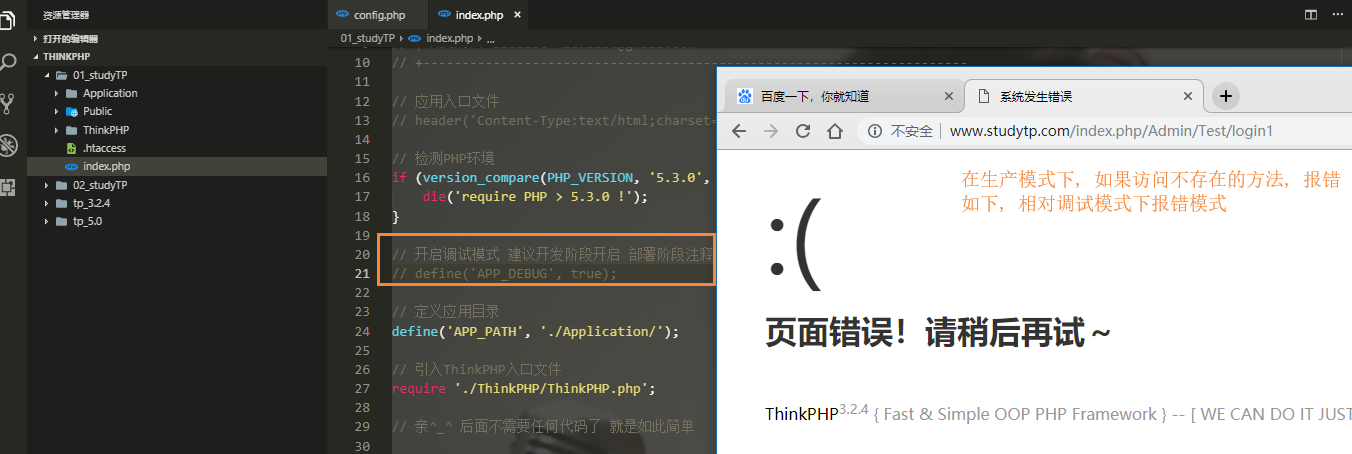 资源管理器
打开的编辑器
THINKPHP
01_studyTP
Application
Public
ThinkPHP
.htaccess
index.php
02_studyTP
tp_3.2.4
tp_5.0
config.php
index.php ×
01_studyTP › index.php › ...
10 // +----------------------------------------------------------------------
11
12 // 应用入口文件
13 // header('Content-Type:text/html;charset=
14
15 // 检测PHP环境
16 if (version_compare(PHP_VERSION, '5.3.0',
17 die('require PHP > 5.3.0 !');
18 }
19
20 // 开启调试模式 建议开发阶段开启 部署阶段注释
21 // define('APP_DEBUG', true);
22
23 // 定义应用目录
24 define('APP_PATH', './Application/');
25
26 // 引入ThinkPHP入口文件
27 require './ThinkPHP/ThinkPHP.php';
28
29 // 亲^_^ 后面不需要任何代码了 就是如此简单
30
百度一下，你就知道
系统发生错误
不安全 | www.studytp.com/index.php/Admin/Test/login1
在生产模式下，如果访问不存在的方法，报错
如下，相对调试模式下报错模式
:(
页面错误！请稍后再试～
ThinkPHP3.2.4 { Fast & Simple OOP PHP Framework } -- [ WE CAN DO IT JUST